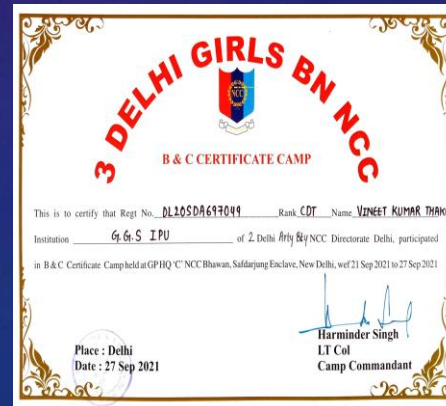 3 DELHI GIRLS BN NCC
NCC
B & C CERTIFICATE CAMP
This is to certify that Regt No. DL20SDA697049 Rank CDT Name VINEET KUMAR THAK
Institution G.G.S IPU of 2 Delhi Arty Bty NCC Directorate Delhi, participated
in B & C Certificate Camp held at GP HQ 'C' NCC Bhawan, Safdarjung Enclave, New Delhi, wef 21 Sep 2021 to 27 Sep 2021
Harminder Singh
Place : Delhi LT Col
Date : 27 Sep 2021 Camp Commandant